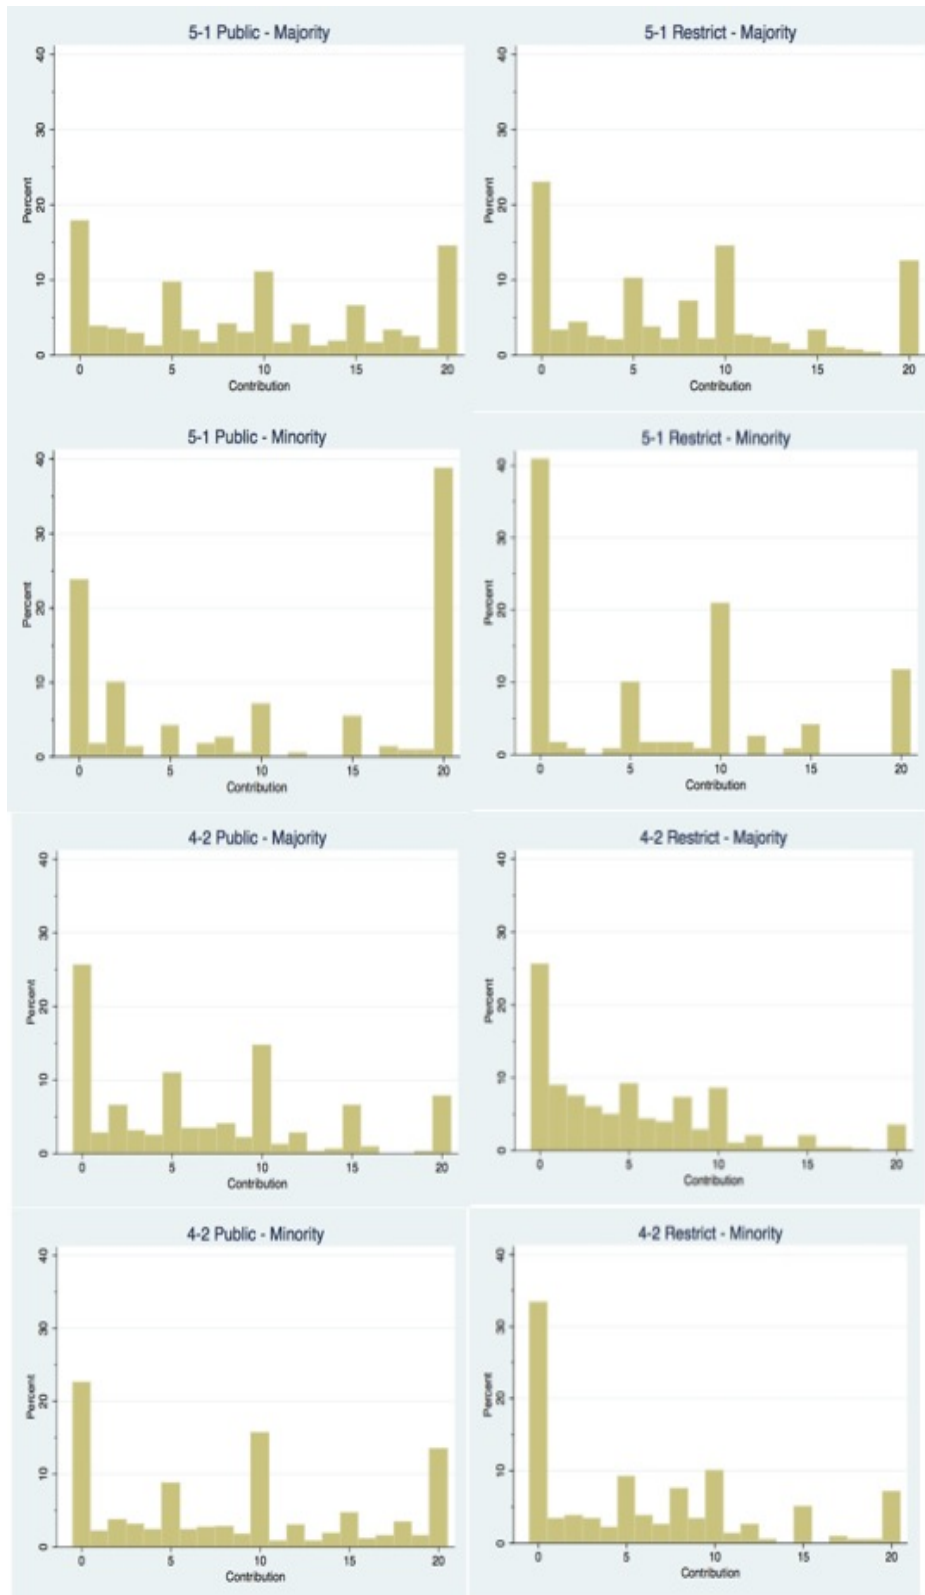 5-1 Public - Majority
40
30
20
10
0
Percent
0 5 10 15 20
Contribution
5-1 Restrict - Majority
40
30
20
10
0
Percent
0 5 10 15 20
Contribution
5-1 Public - Minority
40
30
20
10
0
Percent
0 5 10 15 20
Contribution
5-1 Restrict - Minority
40
30
20
10
0
Percent
0 5 10 15 20
Contribution
4-2 Public - Majority
40
30
20
10
0
Percent
0 5 10 15 20
Contribution
4-2 Restrict - Majority
40
30
20
10
0
Percent
0 5 10 15 20
Contribution
4-2 Public - Minority
40
30
20
10
0
Percent
0 5 10 15 20
Contribution
4-2 Restrict - Minority
40
30
20
10
0
Percent
0 5 10 15 20
Contribution